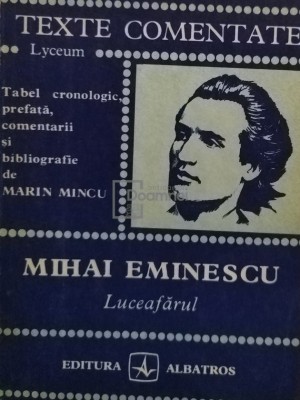 TEXTE COMENTATE
Lyceum
Tabel cronologic,
prefață,
comentarii
și
bibliografie
de
MARIN MINCU
MIHAI EMINESCU
Luceafărul
EDITURA
ALBATROS